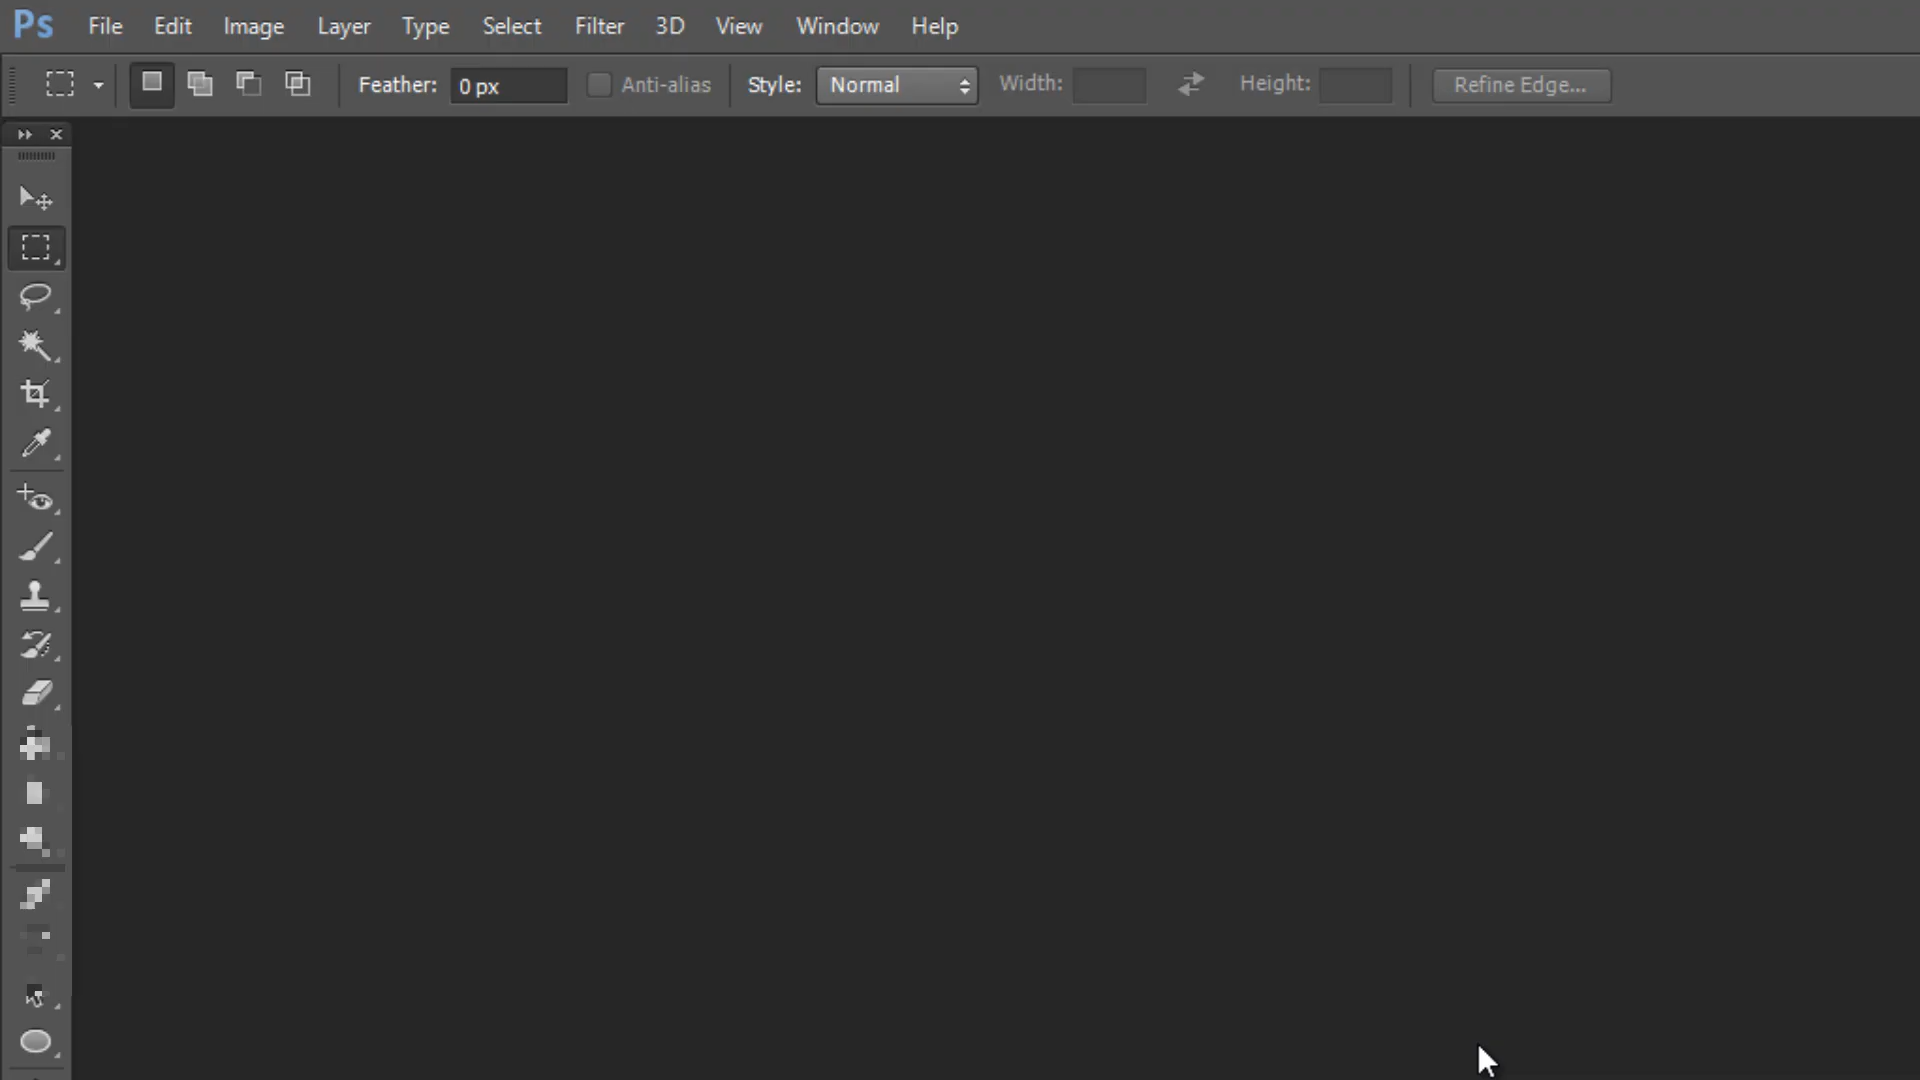 Ps File Edit Image Layer Type Select Filter 3D View Window Help
Feather: 0 px Anti-alias Style: Normal Width: Height: Refine Edge...